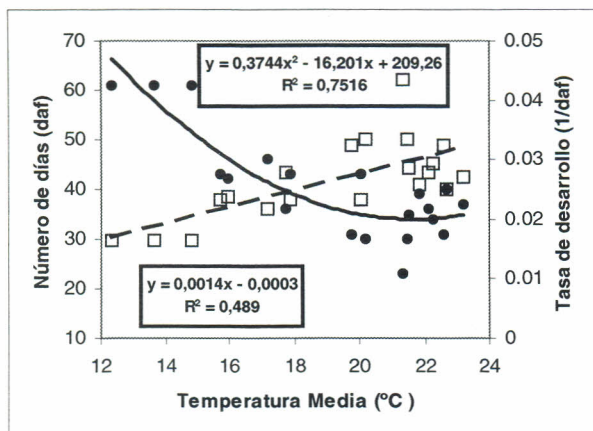 y = 0,3744x² - 16,201x + 209,26
R² = 0,7516
y = 0,0014x - 0,0003
R² = 0,489
Número de días (daf)
70
60
50
40
30
20
10
Tasa de desarrollo (1/daf)
0.05
0.04
0.03
0.02
0.01
0
12
14
16
18
20
22
24
Temperatura Media (ºC )